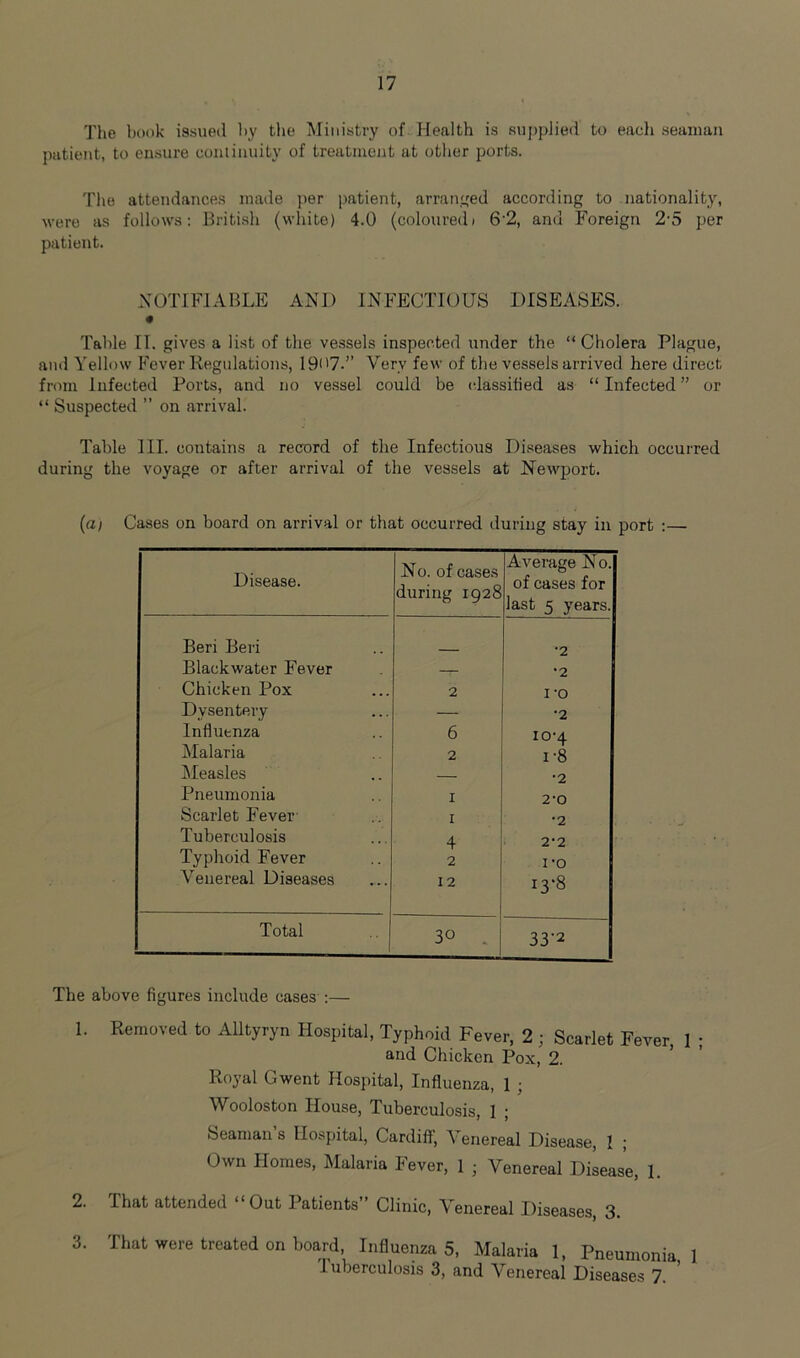 17
The book issued by the Ministry of Health is supplied to each seaman
patient, to ensure continuity of treatment at other ports.
The attendances made per patient, arranged according to nationality,
were as follows: British (white) 4.0 (coloured) 6·2, and Foreign 2·5 per
patient.
NOTIFIABLE AND INFECTIOUS DISEASES.
Table II. gives a list of the vessels inspected under the “Cholera Plague,
and Yellow Fever Regulations, 1907.” Very few of the vessels arrived here direct
from Infected Ports, and no vessel could be classified as “Infected” or
“Suspected” on arrival.
Table III. contains a record of the Infectious Diseases which occurred
during the voyage or after arrival of the vessels at Newport.
(a) Cases on board on arrival or that occurred during stay in port :—
Disease. | No. of cases during 1928 | Average No. of cases for last 5 years.
Beri Beri .. — ·2
Blackwater Fever . — ·2
Chicken Pox ... 2 1·0
Dysentery ... — ·2
Influenza .. 6 10·4
Malaria .. 2 1·8
Measles .. — ·2
Pneumonia .. 1 2·0
Scarlet Fever .. 1 ·2
Tuberculosis ... 4 2·2
Typhoid Fever .. 2 1·0
Venereal Diseases ... 12 13·8
Total .. 30 33·2
The above figures include cases :—
1. Removed to Alltyryn Hospital, Typhoid Fever, 2 ; Scarlet Fever, 1 ;
and Chicken Pox, 2.
Royal Gwent Hospital, Influenza, 1 ;
Wooloston House, Tuberculosis, 1 ;
Seaman's Hospital, Cardiff, Venereal Disease, 1 ;
Own Homes, Malaria Fever, 1 ; Venereal Disease, 1.
2. That attended “Out Patients” Clinic, Venereal Diseases, 3.
3. That were treated on board, Influenza 5, Malaria 1, Pneumonia, 1
Tuberculosis 3, and Venereal Diseases 7.